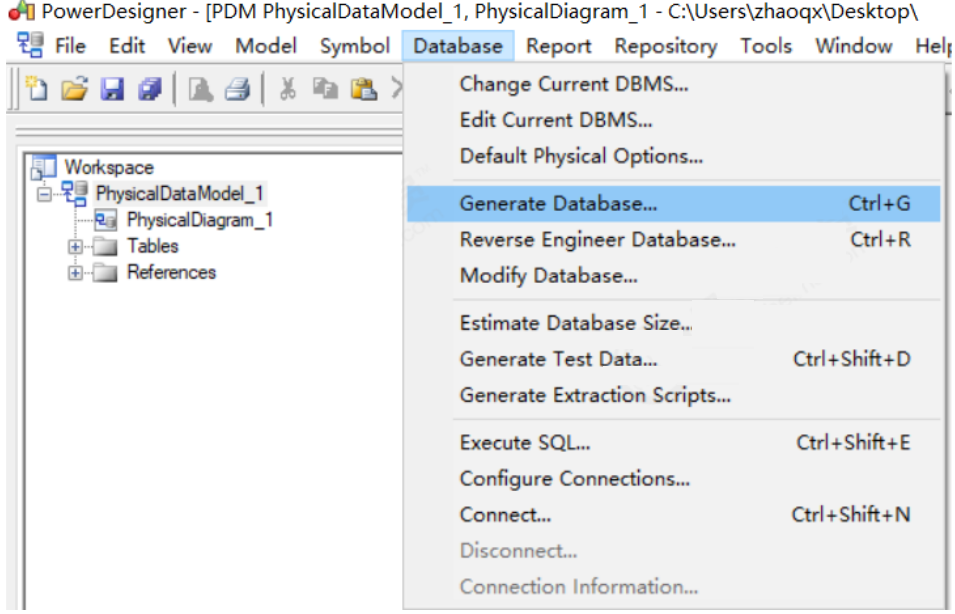 PowerDesigner - [PDM PhysicalDataModel_1, PhysicalDiagram_1 - C:\Users\zhaoqx\Desktop\
File Edit View Model Symbol Database Report Repository Tools Window Help
Change Current DBMS...
Edit Current DBMS...
Default Physical Options...
Workspace
PhysicalDataModel_1
PhysicalDiagram_1
Tables
References
Generate Database... Ctrl+G
Reverse Engineer Database... Ctrl+R
Modify Database...
Estimate Database Size...
Generate Test Data... Ctrl+Shift+D
Generate Extraction Scripts...
Execute SQL... Ctrl+Shift+E
Configure Connections...
Connect... Ctrl+Shift+N
Disconnect...
Connection Information...